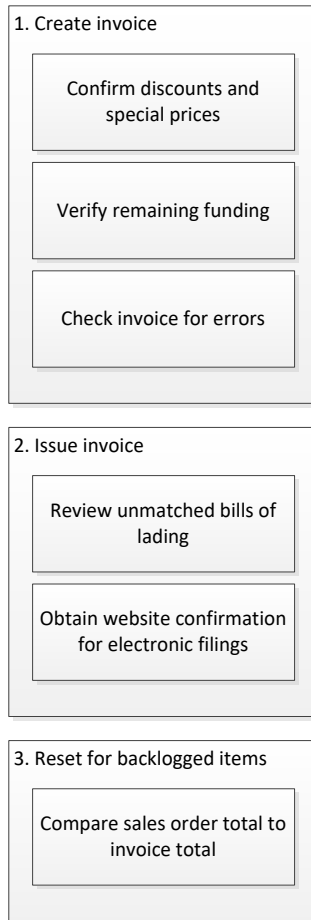 1. Create invoice
Confirm discounts and
special prices
Verify remaining funding
Check invoice for errors
2. Issue invoice
Review unmatched bills of
lading
Obtain website confirmation
for electronic filings
3. Reset for backlogged items
Compare sales order total to
invoice total